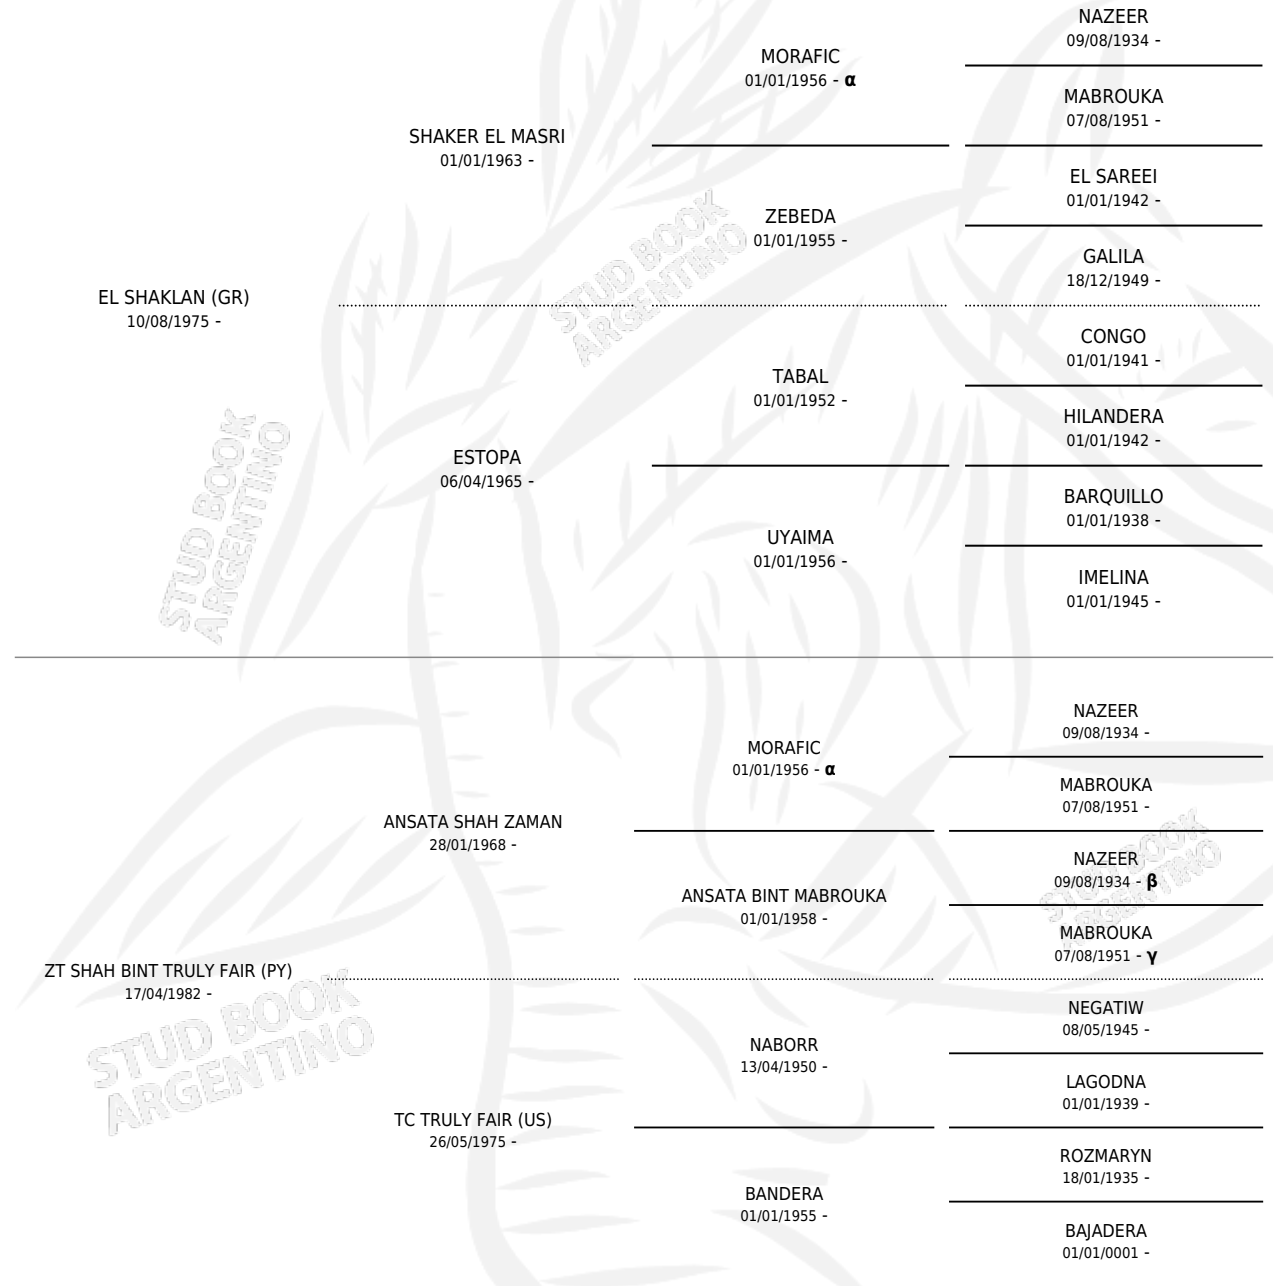 NAZEER
09/08/1934 -
MORAFIC
01/01/1956 - α
MABROUKA
07/08/1951 -
SHAKER EL MASRI
01/01/1963 -
EL SAREEI
01/01/1942 -
ZEBEDA
01/01/1955 -
GALILA
18/12/1949 -
EL SHAKLAN (GR)
10/08/1975 -
CONGO
01/01/1941 -
TABAL
01/01/1952 -
HILANDERA
01/01/1942 -
ESTOPA
06/04/1965 -
BARQUILLO
01/01/1938 -
UYAIMA
01/01/1956 -
IMELINA
01/01/1945 -
NAZEER
09/08/1934 -
MORAFIC
01/01/1956 - α
MABROUKA
07/08/1951 -
ANSATA SHAH ZAMAN
28/01/1968 -
NAZEER
09/08/1934 - β
ANSATA BINT MABROUKA
01/01/1958 -
MABROUKA
07/08/1951 - γ
ZT SHAH BINT TRULY FAIR (PY)
17/04/1982 -
NEGATIW
08/05/1945 -
NABORR
13/04/1950 -
LAGODNA
01/01/1939 -
TC TRULY FAIR (US)
26/05/1975 -
ROZMARYN
18/01/1935 -
BANDERA
01/01/1955 -
BAJADERA
01/01/0001 -
STUD BOOK
ARGENTINO
STUD BOOK
ARGENTINO
STUD BOOK
ARGENTINO
STUD BOOK
ARGENTINO